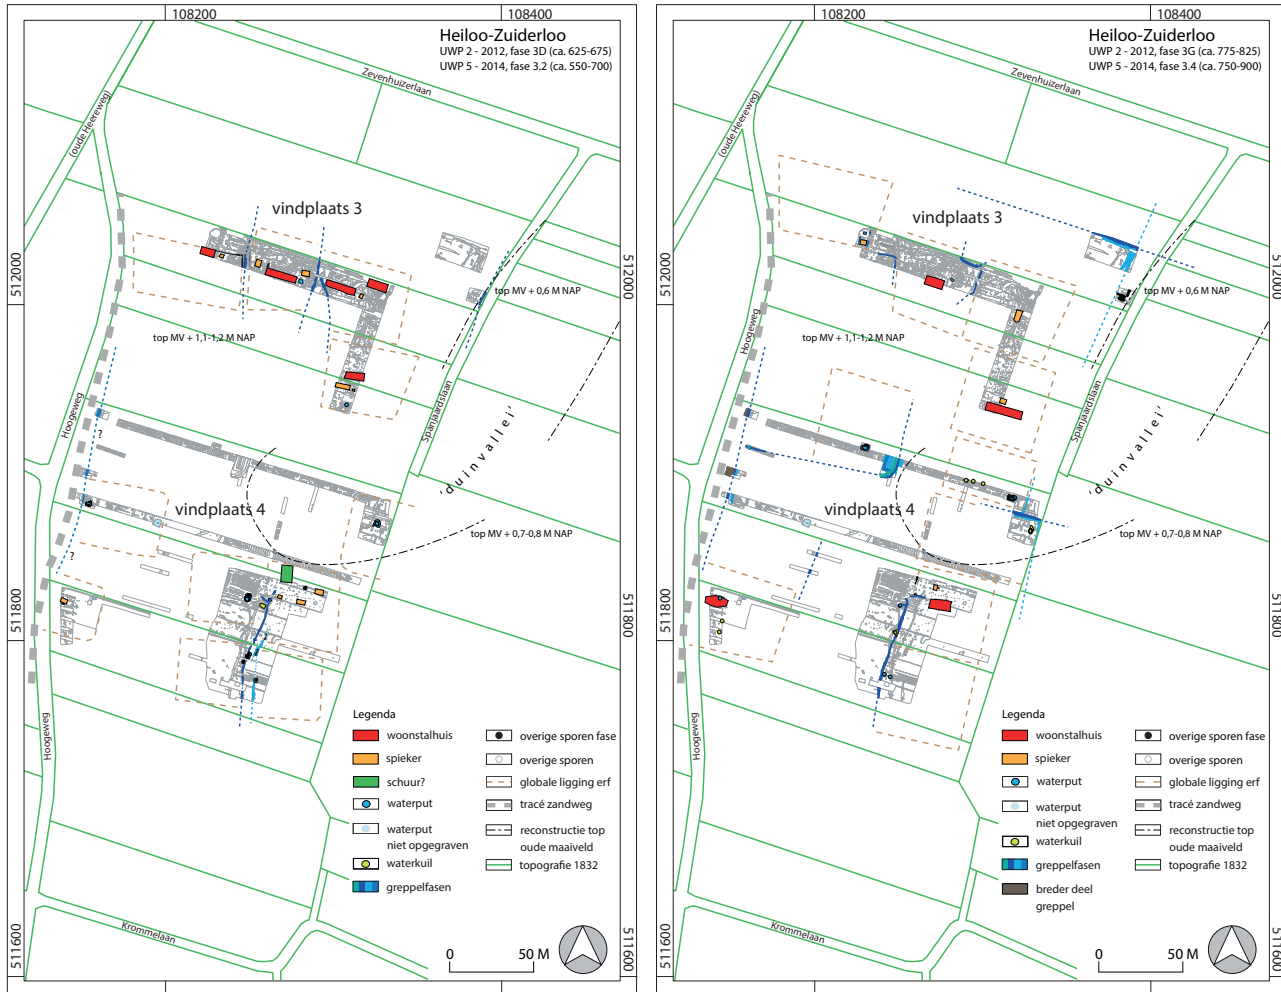 108200
108400
Heiloo-Zuiderloo
UWP 2 - 2012, fase 3D (ca. 625-675)
UWP 5 - 2014, fase 3.2 (ca. 550-700)
Zevenhuizerlaan
(oude Heereweg)
vindplaats 3
512000
512000
top MV + 0,6 M NAP
top MV + 1,1-1,2 M NAP
Hoogeweg
Spanjaardslaan
'duinvallei'
?
vindplaats 4
top MV + 0,7-0,8 M NAP
?
511800
511800
Hoogeweg
Legenda
woonstalhuis
spieker
schuur?
waterput
waterput
niet opgegraven
waterkuil
greppelfasen
overige sporen fase
overige sporen
globale ligging erf
tracé zandweg
reconstructie top
oude maaiveld
topografie 1832
Krommelaan
0 50 M
511600
511600
108200
108400
Heiloo-Zuiderloo
UWP 2 - 2012, fase 3G (ca. 775-825)
UWP 5 - 2014, fase 3.4 (ca. 750-900)
Zevenhuizerlaan
(oude Heereweg)
vindplaats 3
512000
512000
top MV + 0,6 M NAP
top MV + 1,1-1,2 M NAP
Hoogeweg
Spanjaardslaan
'duinvallei'
vindplaats 4
top MV + 0,7-0,8 M NAP
511800
511800
Hoogeweg
Legenda
woonstalhuis
spieker
waterput
waterput
niet opgegraven
waterkuil
greppelfasen
breder deel
greppel
overige sporen fase
overige sporen
globale ligging erf
tracé zandweg
reconstructie top
oude maaiveld
topografie 1832
Krommelaan
0 50 M
511600
511600